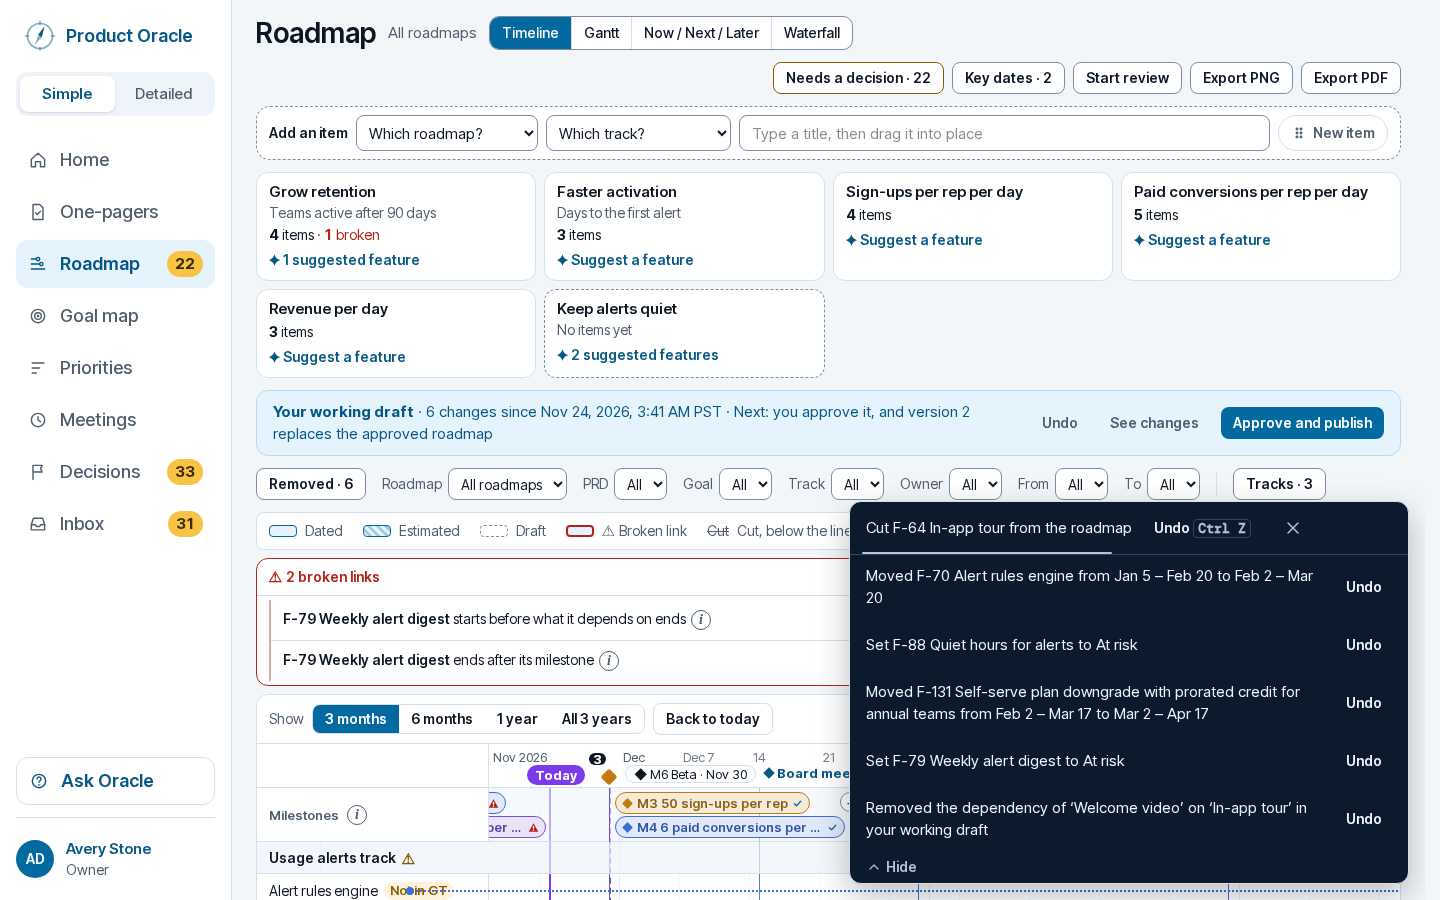 Product Oracle
Simple
Detailed
Home
One-pagers
Roadmap
22
Goal map
Priorities
Meetings
Decisions
33
Inbox
31
Ask Oracle
AD
Avery Stone
Owner
Roadmap
All roadmaps
Timeline
Gantt
Now / Next / Later
Waterfall
Needs a decision · 22
Key dates · 2
Start review
Export PNG
Export PDF
Add an item
Which roadmap?
Which track?
Type a title, then drag it into place
New item
Grow retention
Teams active after 90 days
4 items · 1 broken
1 suggested feature
Faster activation
Days to the first alert
3 items
Suggest a feature
Sign-ups per rep per day
4 items
Suggest a feature
Paid conversions per rep per day
5 items
Suggest a feature
Revenue per day
3 items
Suggest a feature
Keep alerts quiet
No items yet
2 suggested features
Your working draft · 6 changes since Nov 24, 2026, 3:41 AM PST · Next: you approve it, and version 2
replaces the approved roadmap
Undo
See changes
Approve and publish
Removed · 6
Roadmap
All roadmaps
PRD
All
Goal
All
Track
All
Owner
All
From
All
To
All
Tracks · 3
Dated
Estimated
Draft
⚠ Broken link
Cut
Cut, below the line
⚠ 2 broken links
F-79 Weekly alert digest starts before what it depends on ends
i
F-79 Weekly alert digest ends after its milestone
i
Show
3 months
6 months
1 year
All 3 years
Back to today
Nov 2026
3
Dec
Dec 7
14
21
Today
M6 Beta · Nov 30
Board mee
Milestones
i
M3 50 sign-ups per rep
per ...
M4 6 paid conversions per ...
Usage alerts track ⚠
Alert rules engine
Not in GT
Cut F-64 In-app tour from the roadmap
Undo Ctrl Z
Moved F-70 Alert rules engine from Jan 5 – Feb 20 to Feb 2 – Mar
20
Undo
Set F-88 Quiet hours for alerts to At risk
Undo
Moved F-131 Self-serve plan downgrade with prorated credit for
annual teams from Feb 2 – Mar 17 to Mar 2 – Apr 17
Undo
Set F-79 Weekly alert digest to At risk
Undo
Removed the dependency of ‘Welcome video’ on ‘In-app tour’ in
your working draft
Undo
Hide